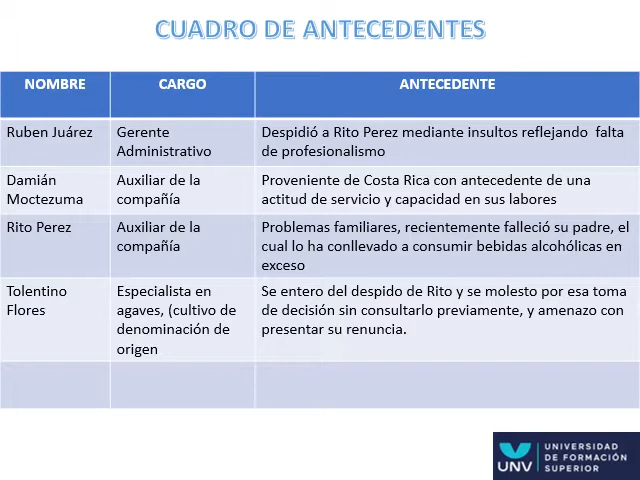 CUADRO DE ANTECEDENTES
NOMBRE CARGO ANTECEDENTE
Ruben Juárez Gerente Despidió a Rito Perez mediante insultos reflejando falta
Administrativo de profesionalismo
Damián Auxiliar de la Proveniente de Costa Rica con antecedente de una
Moctezuma compañía actitud de servicio y capacidad en sus labores
Rito Perez Auxiliar de la Problemas familiares, recientemente falleció su padre, el
compañía cual lo ha conllevado a consumir bebidas alcohólicas en
exceso
Tolentino Especialista en Se entero del despido de Rito y se molesto por esa toma
Flores agaves, (cultivo de de decisión sin consultarlo previamente, y amenazo con
denominación de presentar su renuncia.
origen
UNV UNIVERSIDAD
DE FORMACIÓN
SUPERIOR